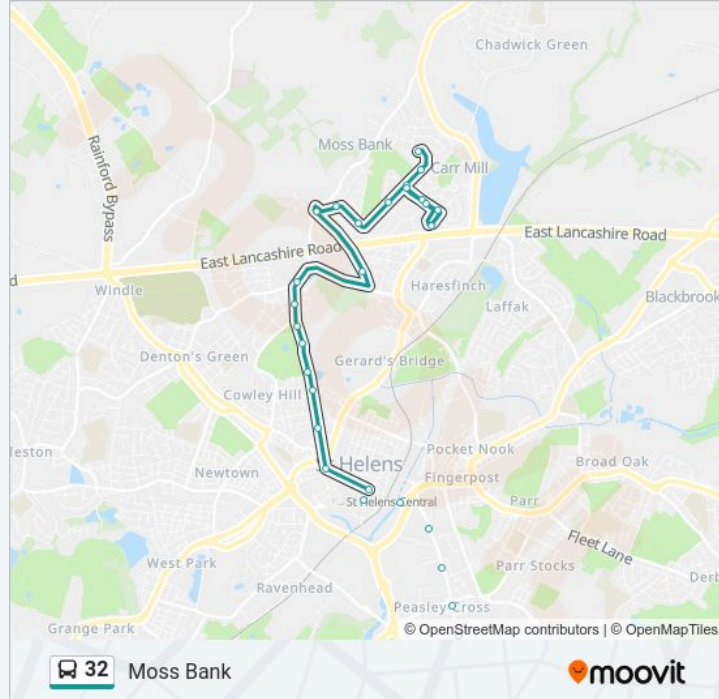 Chadwick Green
Rainford Bypass
Moss Bank
Carr Mill
East Lancashire Road
East Lancashire Road
d
Windle
Haresfinch
Laffak
Blackbrook
Denton's Green
Gerard's Bridge
Cowley Hill
leston
Helens
Pocket Nook
Broad Oak
Newtown
Fingerpost
St Helens Central
Parr
Fleet Lane
West Park
Parr Stocks
Derb
Ravenhead
Peasley Cross
Grange Park
© OpenStreetMap contributors | © OpenMapTiles
32 Moss Bank
moovit